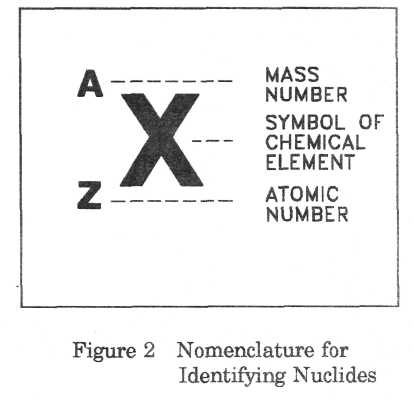 A
MASS
NUMBER
X
SYMBOL OF
CHEMICAL
ELEMENT
Z
ATOMIC
NUMBER
Figure 2 Nomenclature for
Identifying Nuclides